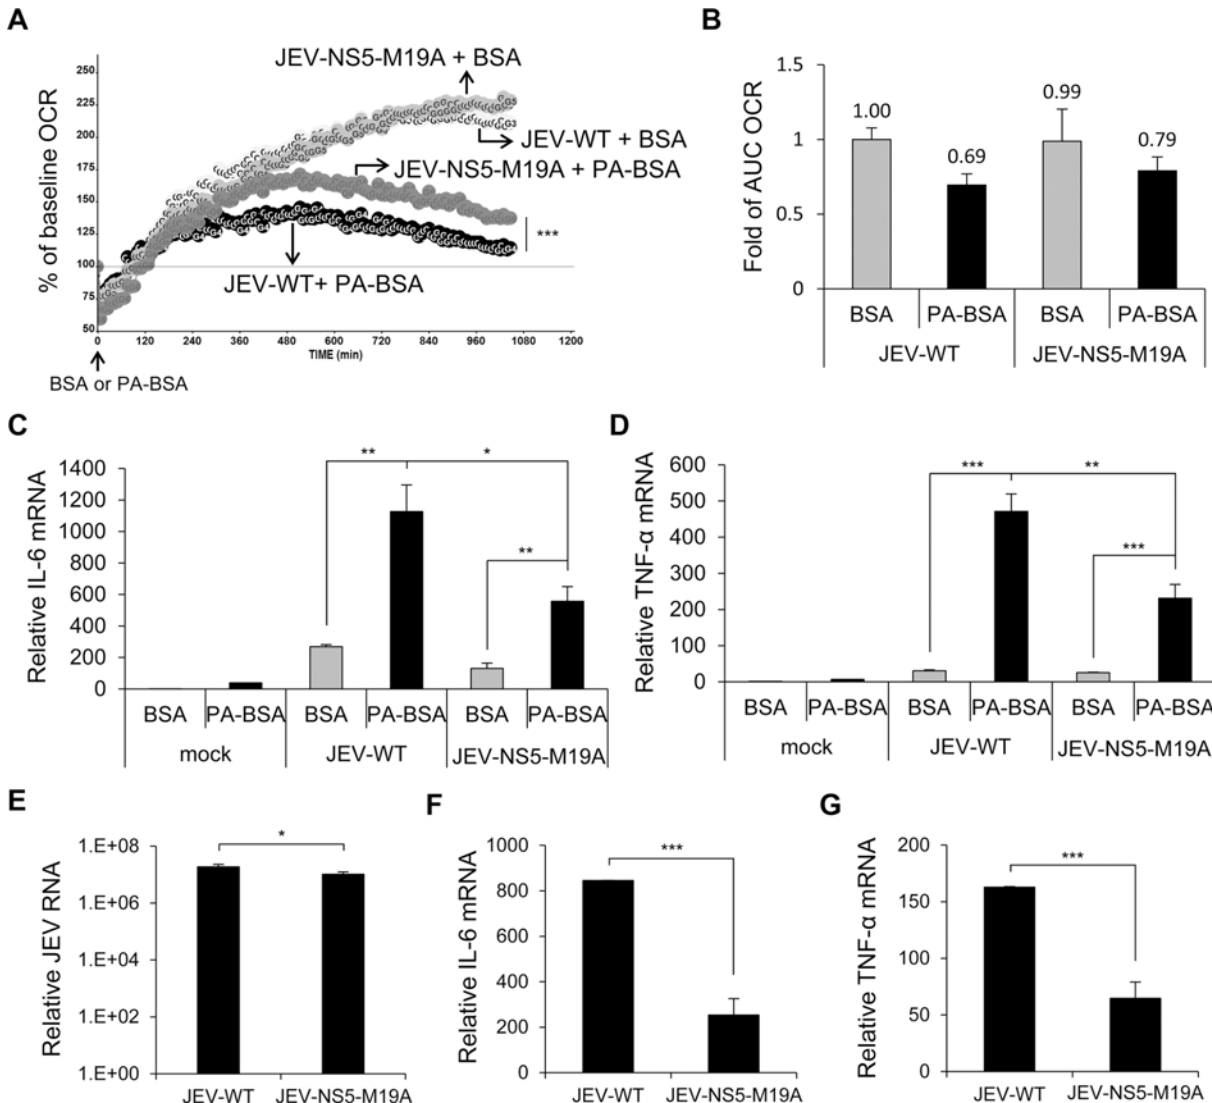 A
JEV-NS5-M19A + BSA
JEV-WT + BSA
JEV-NS5-M19A + PA-BSA
JEV-WT+ PA-BSA
***
% of baseline OCR
250
225
200
175
150
125
100
75
50
0 120 240 360 480 600 720 840 960 1080 1200
TIME (min)
BSA or PA-BSA
B
Fold of AUC OCR
1.5
1
0.5
0
1.00
0.69
0.99
0.79
BSA PA-BSA BSA PA-BSA
JEV-WT JEV-NS5-M19A
C
Relative IL-6 mRNA
1400
1200
1000
800
600
400
200
0
** *
**
BSA PA-BSA BSA PA-BSA BSA PA-BSA
mock JEV-WT JEV-NS5-M19A
D
Relative TNF-α mRNA
600
500
400
300
200
100
0
*** **
***
BSA PA-BSA BSA PA-BSA BSA PA-BSA
mock JEV-WT JEV-NS5-M19A
E
Relative JEV RNA
1.E+08
1.E+06
1.E+04
1.E+02
1.E+00
*
JEV-WT JEV-NS5-M19A
F
Relative IL-6 mRNA
1000
800
600
400
200
0
***
JEV-WT JEV-NS5-M19A
G
Relative TNF-α mRNA
200
150
100
50
0
***
JEV-WT JEV-NS5-M19A